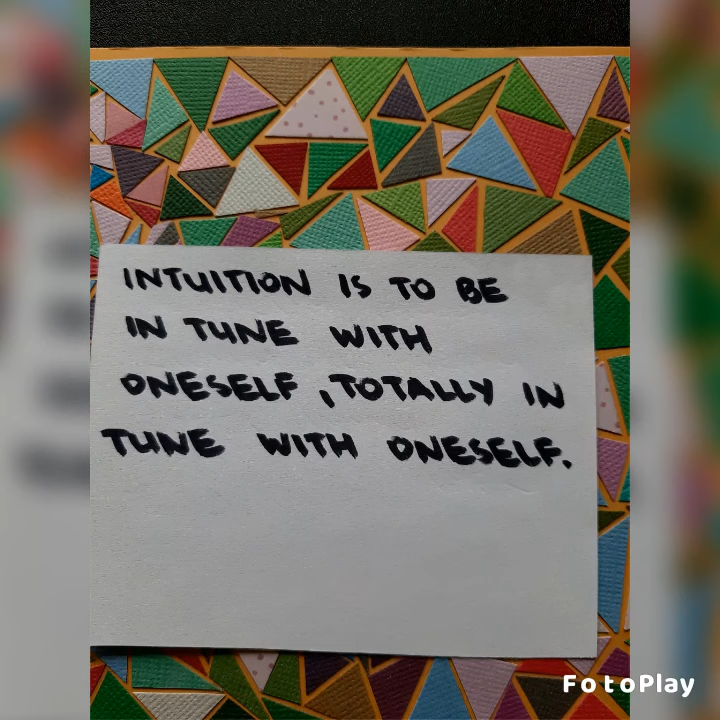 INTUITION IS TO BE
IN TUNE WITH
ONESELF, TOTALLY IN
TUNE WITH ONESELF.
FotoPlay